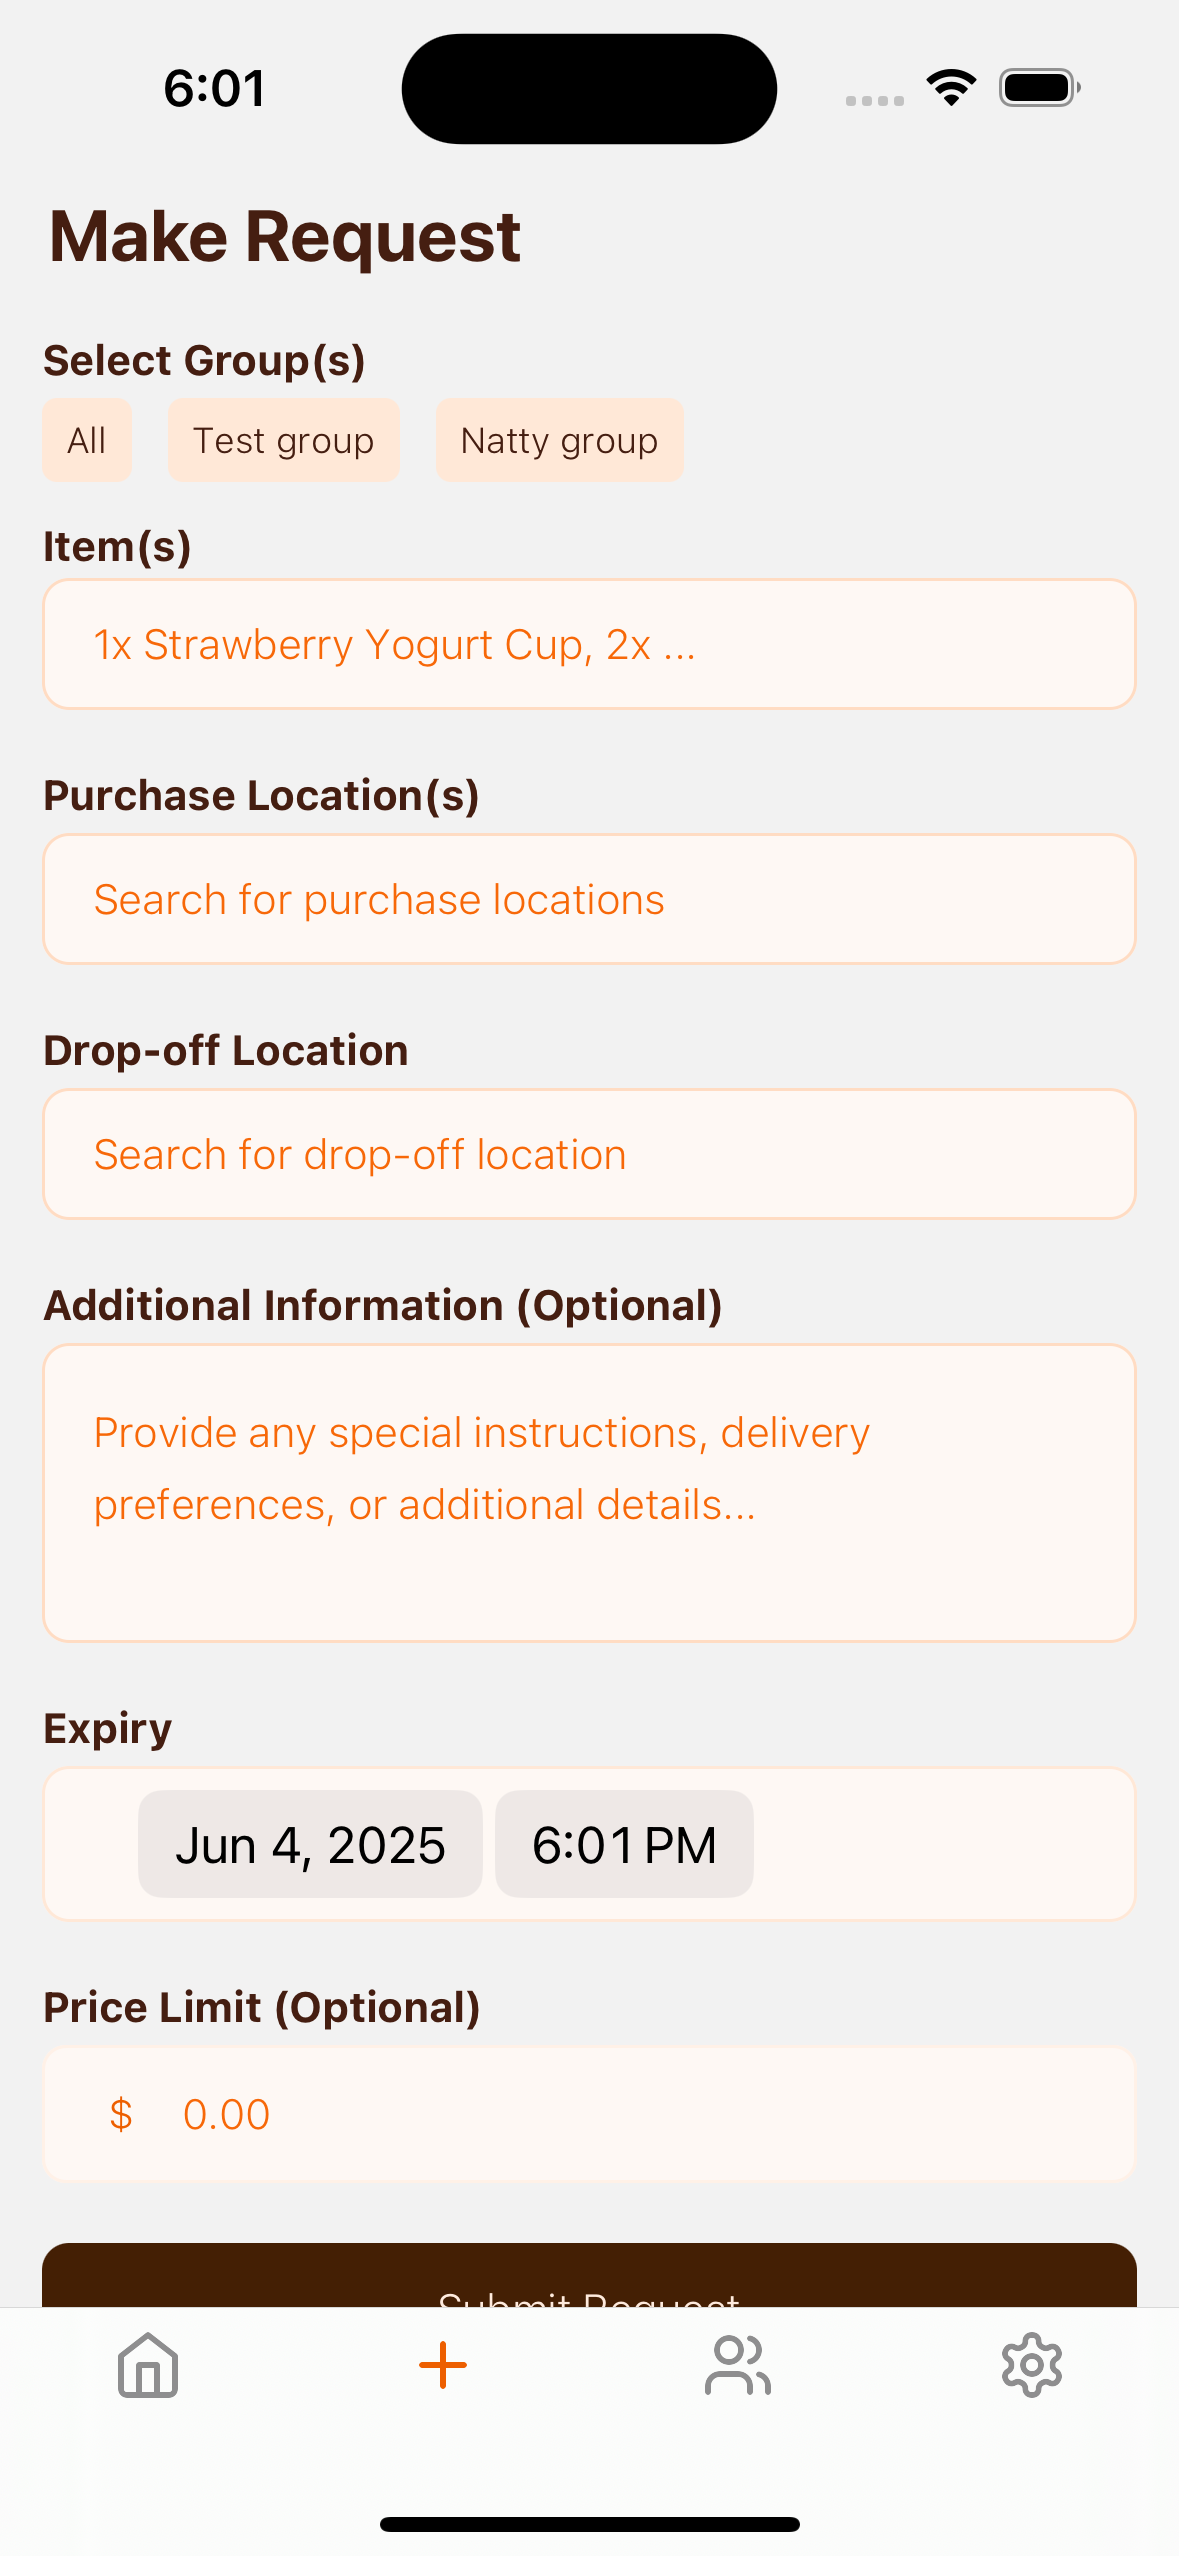 6:01
Make Request
Select Group(s)
All Test group Natty group
Item(s)
1x Strawberry Yogurt Cup, 2x ...
Purchase Location(s)
Search for purchase locations
Drop-off Location
Search for drop-off location
Additional Information (Optional)
Provide any special instructions, delivery
preferences, or additional details...
Expiry
Jun 4, 2025 6:01 PM
Price Limit (Optional)
$ 0.00
Submit Request